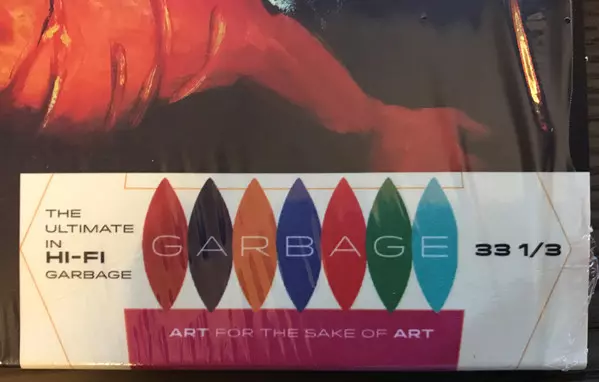 THE
ULTIMATE
IN
HI-FI
GARBAGE
GARBAGE
33 1/3
ART FOR THE SAKE OF ART